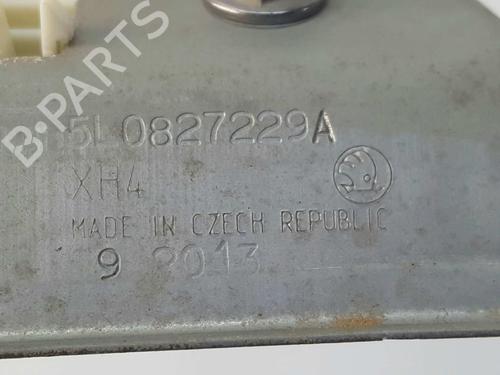 B-PARTS
5L0827229A
XH4
MADE IN CZECH REPUBLIC
9 2013